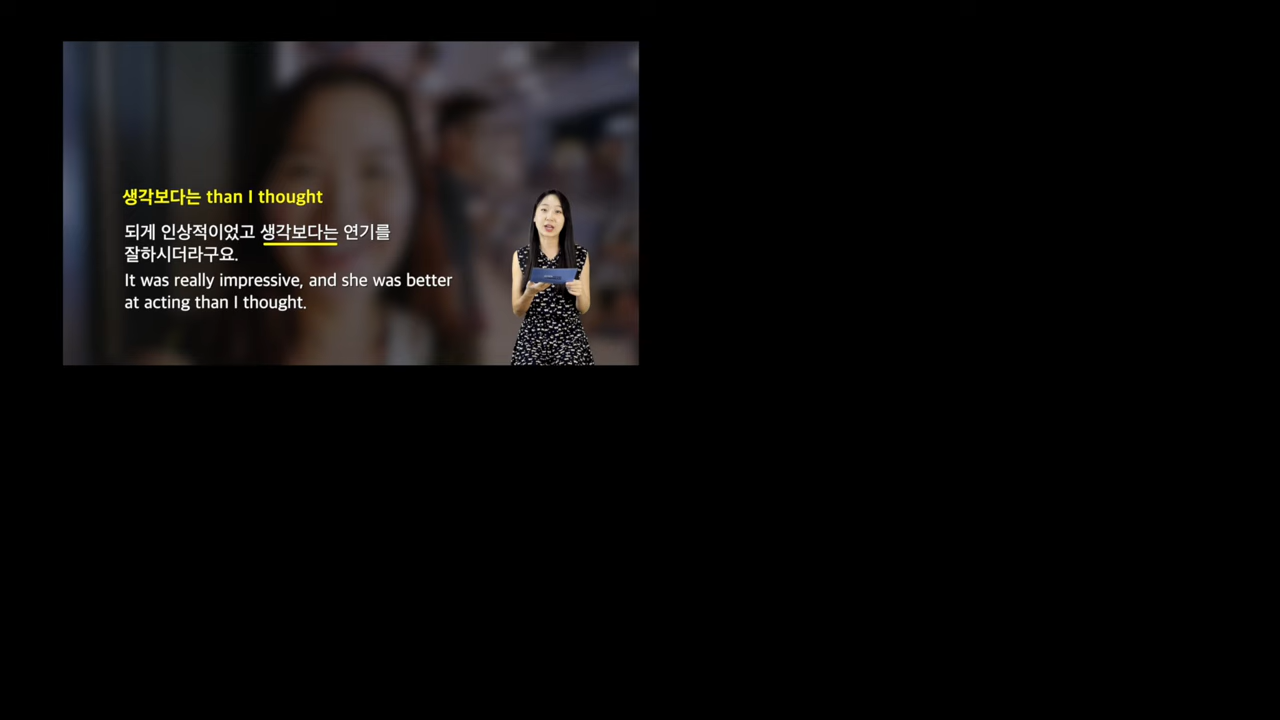 생각보다는 than I thought
되게 인상적이었고 생각보다는 연기를
잘하시더라구요.
It was really impressive, and she was better
at acting than I thought.